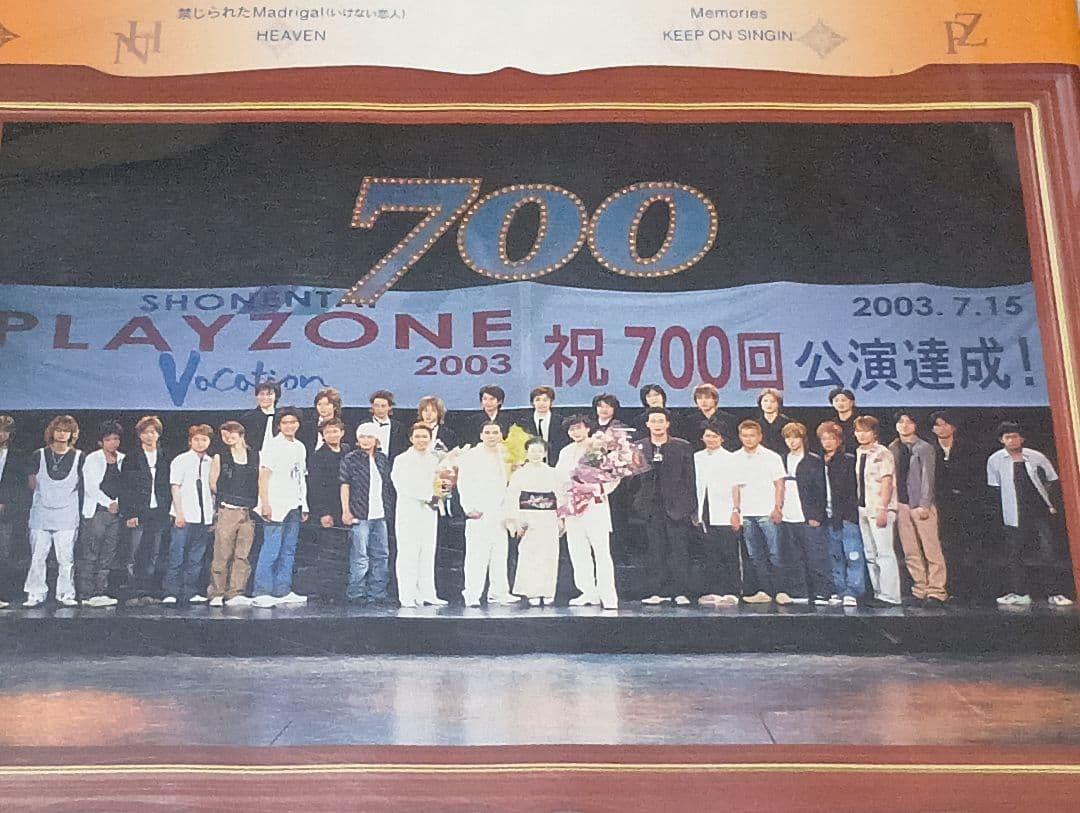 禁じられたMadrigal(いけない恋人)
HEAVEN
Memories
KEEP ON SINGIN'
PZ
700
SHONENTAI
PLAYZONE
2003
Vacation
祝700回公演達成!
2003.7.15